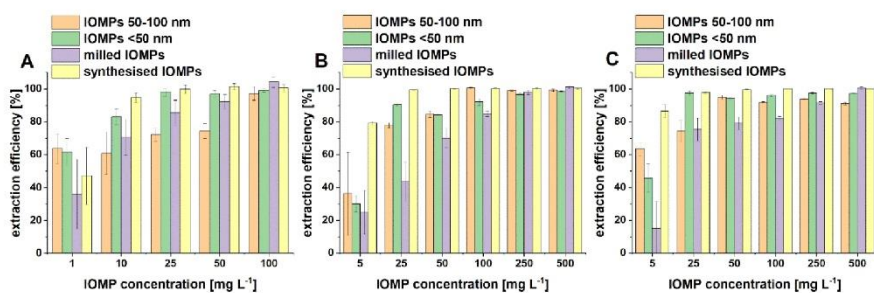 IOMPs 50-100 nm
IOMPs <50 nm
milled IOMPs
synthesised IOMPs
A
extraction efficiency [%]
100
80
60
40
20
0
1 10 25 50 100
IOMP concentration [mg L⁻¹]
IOMPs 50-100 nm
IOMPs <50 nm
milled IOMPs
synthesised IOMPs
B
extraction efficiency [%]
100
80
60
40
20
0
5 25 50 100 250 500
IOMP concentration [mg L⁻¹]
IOMPs 50-100 nm
IOMPs <50 nm
milled IOMPs
synthesised IOMPs
C
extraction efficiency [%]
100
80
60
40
20
0
5 25 50 100 250 500
IOMP concentration [mg L⁻¹]